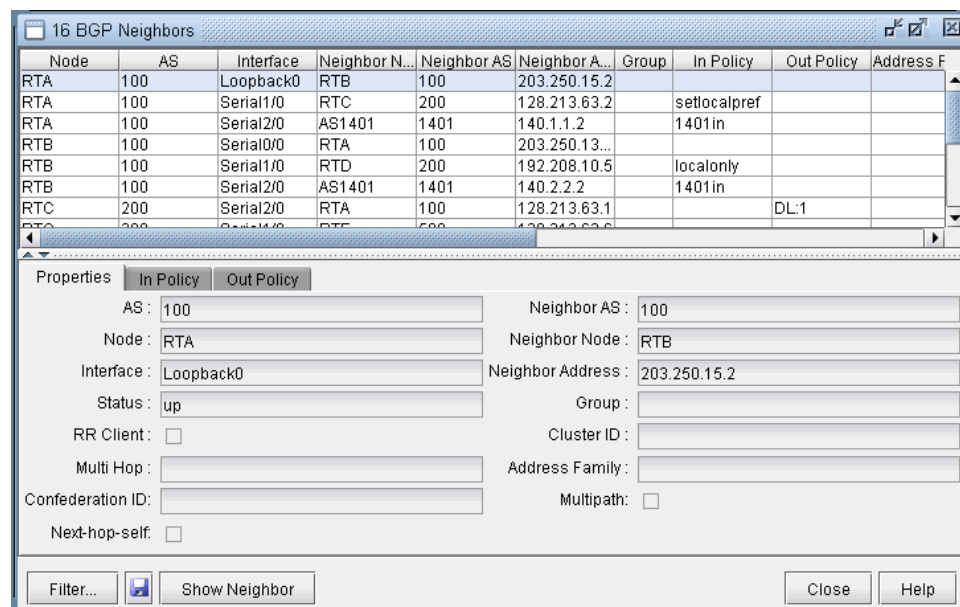 16 BGP Neighbors
Node AS Interface Neighbor N... Neighbor AS Neighbor A... Group In Policy Out Policy Address F
RTA 100 Loopback0 RTB 100 203.250.15.2
RTA 100 Serial1/0 RTC 200 128.213.63.2 setlocalpref
RTA 100 Serial2/0 AS1401 1401 140.1.1.2 1401in
RTB 100 Serial0/0 RTA 100 203.250.13...
RTB 100 Serial1/0 RTD 200 192.208.10.5 localonly
RTB 100 Serial2/0 AS1401 1401 140.2.2.2 1401in
RTC 200 Serial2/0 RTA 100 128.213.63.1 DL:1
Properties In Policy Out Policy
AS : 100 Neighbor AS : 100
Node : RTA Neighbor Node : RTB
Interface : Loopback0 Neighbor Address : 203.250.15.2
Status : up Group :
RR Client : Cluster ID :
Multi Hop : Address Family :
Confederation ID: Multipath:
Next-hop-self:
Filter... Show Neighbor Close Help